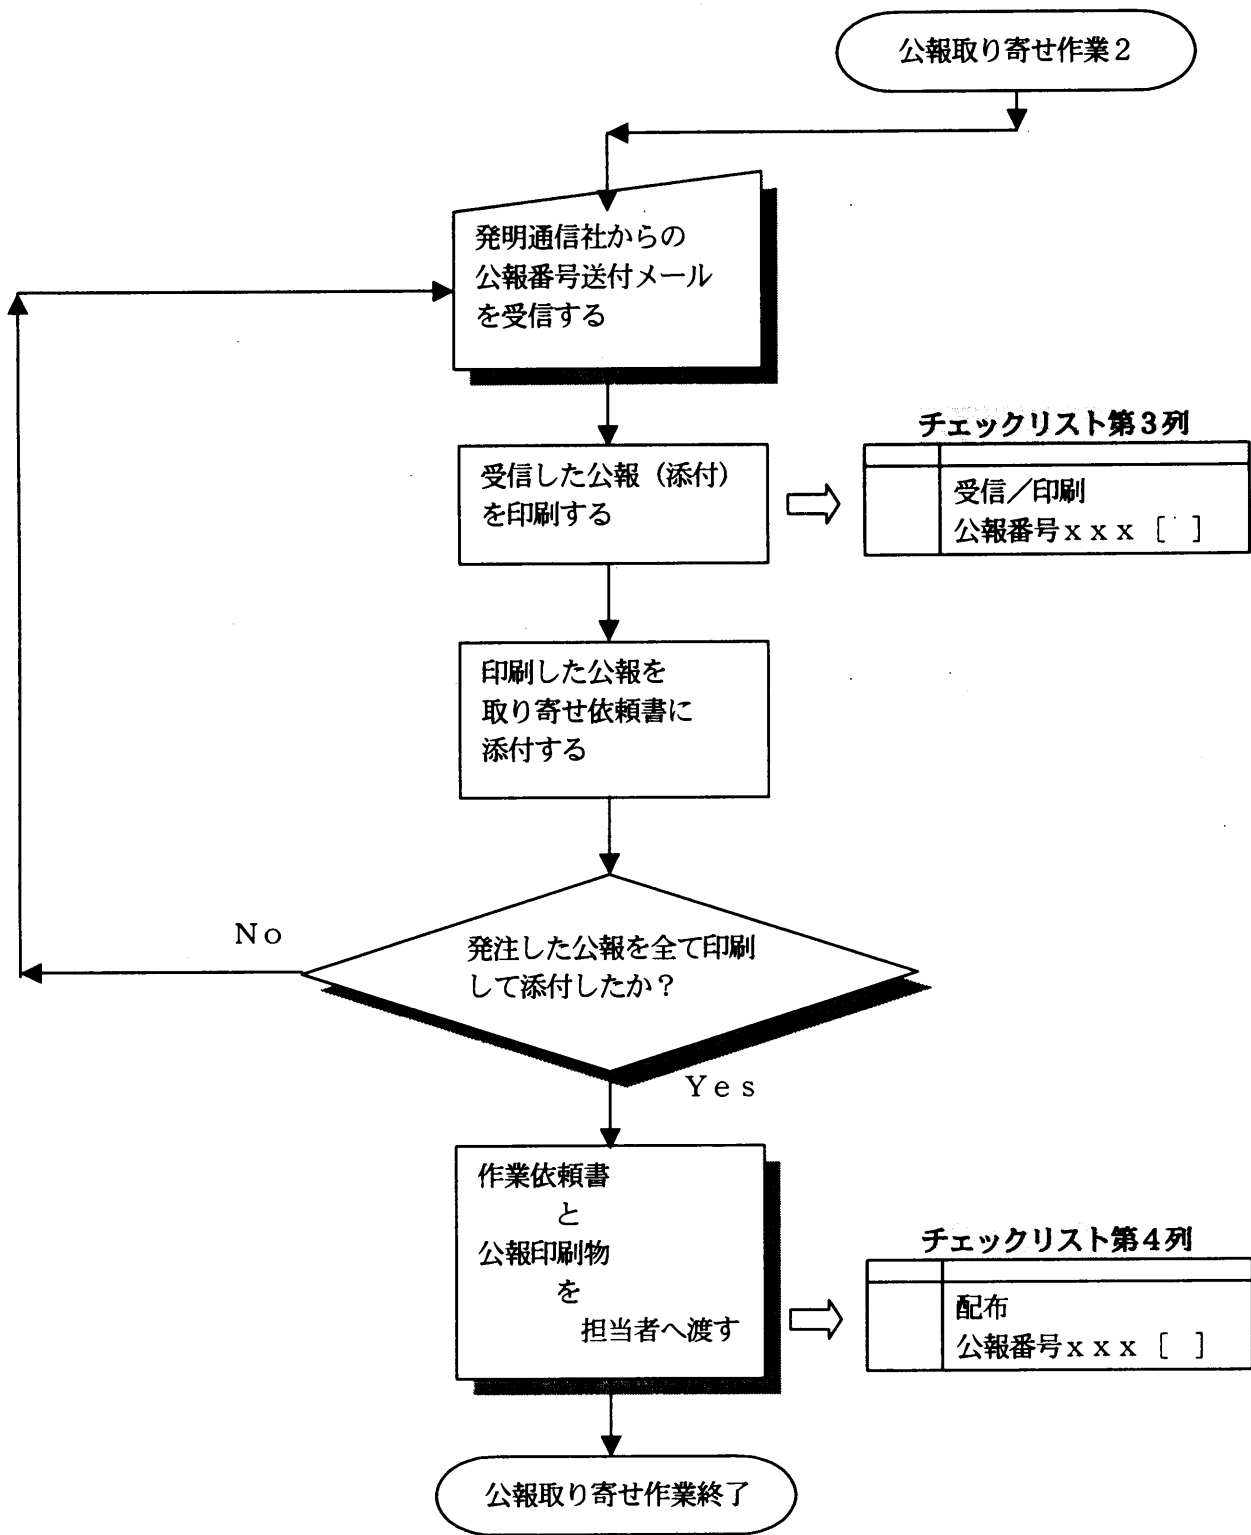 公報取り寄せ作業2
発明通信社からの
公報番号送付メール
を受信する
受信した公報（添付）
を印刷する
チェックリスト第3列
受信／印刷
公報番号ｘｘｘ［ ］
印刷した公報を
取り寄せ依頼書に
添付する
No
発注した公報を全て印刷
して添付したか？
Yes
作業依頼書
と
公報印刷物
を
担当者へ渡す
チェックリスト第4列
配布
公報番号ｘｘｘ［ ］
公報取り寄せ作業終了